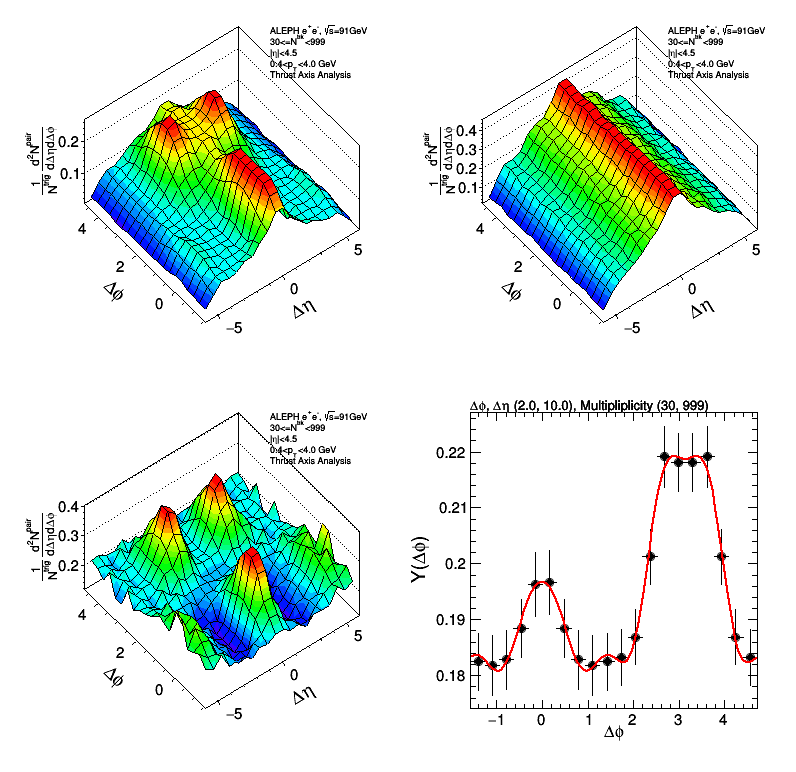 ALEPH e⁺e⁻, √s=91GeV
30<=N^trk<999
|η|<4.5
0.4<p_T<4.0 GeV
Thrust Axis Analysis
1/N^trig d²N^pair/dΔηdΔφ
0.2
0.1
4
2
0
Δφ
−5
0
5
Δη
ALEPH e⁺e⁻, √s=91GeV
30<=N^trk<999
|η|<4.5
0.4<p_T<4.0 GeV
Thrust Axis Analysis
1/N^trig d²N^pair/dΔηdΔφ
0.4
0.3
0.2
0.1
4
2
0
Δφ
−5
0
5
Δη
ALEPH e⁺e⁻, √s=91GeV
30<=N^trk<999
|η|<4.5
0.4<p_T<4.0 GeV
Thrust Axis Analysis
1/N^trig d²N^pair/dΔηdΔφ
0.4
0.3
0.2
4
2
0
Δφ
−5
0
5
Δη
Δφ, Δη (2.0, 10.0), Multipliplicity (30, 999)
Y(Δφ)
0.22
0.21
0.2
0.19
0.18
−1 0 1 2 3 4
Δφ